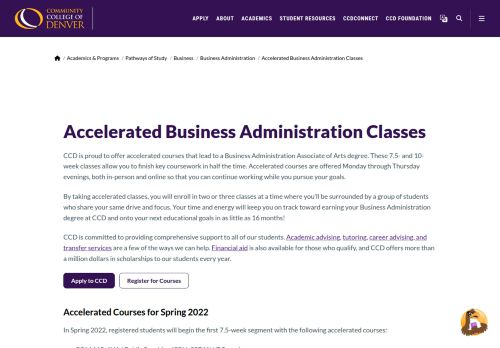 COMMUNITY
COLLEGE OF
DENVER
APPLY ABOUT ACADEMICS STUDENT RESOURCES CCDCONNECT CCD FOUNDATION
/ Academics & Programs / Pathways of Study / Business / Business Administration / Accelerated Business Administration Classes
Accelerated Business Administration Classes
CCD is proud to offer accelerated courses that lead to a Business Administration Associate of Arts degree. These 7.5- and 10-
week classes allow you to finish key coursework in half the time. Accelerated courses are offered Monday through Thursday
evenings, both in-person and online so that you can continue working while you pursue your goals.
By taking accelerated classes, you will enroll in two or three classes at a time where you'll be surrounded by a group of students
who share your same drive and focus. Your time and energy will keep you on track toward earning your Business Administration
degree at CCD and onto your next educational goals in as little as 16 months!
CCD is committed to providing comprehensive support to all of our students. Academic advising, tutoring, career advising, and
transfer services are a few of the ways we can help. Financial aid is also available for those who qualify, and CCD offers more than
a million dollars in scholarships to our students every year.
Apply to CCD Register for Courses
Accelerated Courses for Spring 2022
In Spring 2022, registered students will begin the first 7.5-week segment with the following accelerated courses: